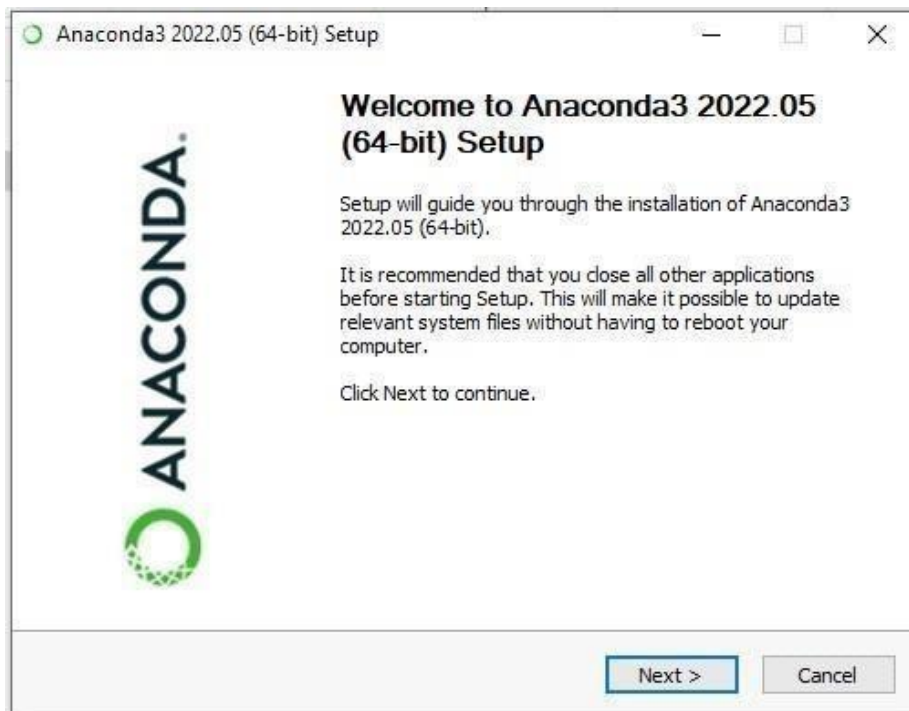 Anaconda3 2022.05 (64-bit) Setup
Welcome to Anaconda3 2022.05
(64-bit) Setup
Setup will guide you through the installation of Anaconda3
2022.05 (64-bit).
It is recommended that you close all other applications
before starting Setup. This will make it possible to update
relevant system files without having to reboot your
computer.
Click Next to continue.
ANACONDA.
Next >
Cancel